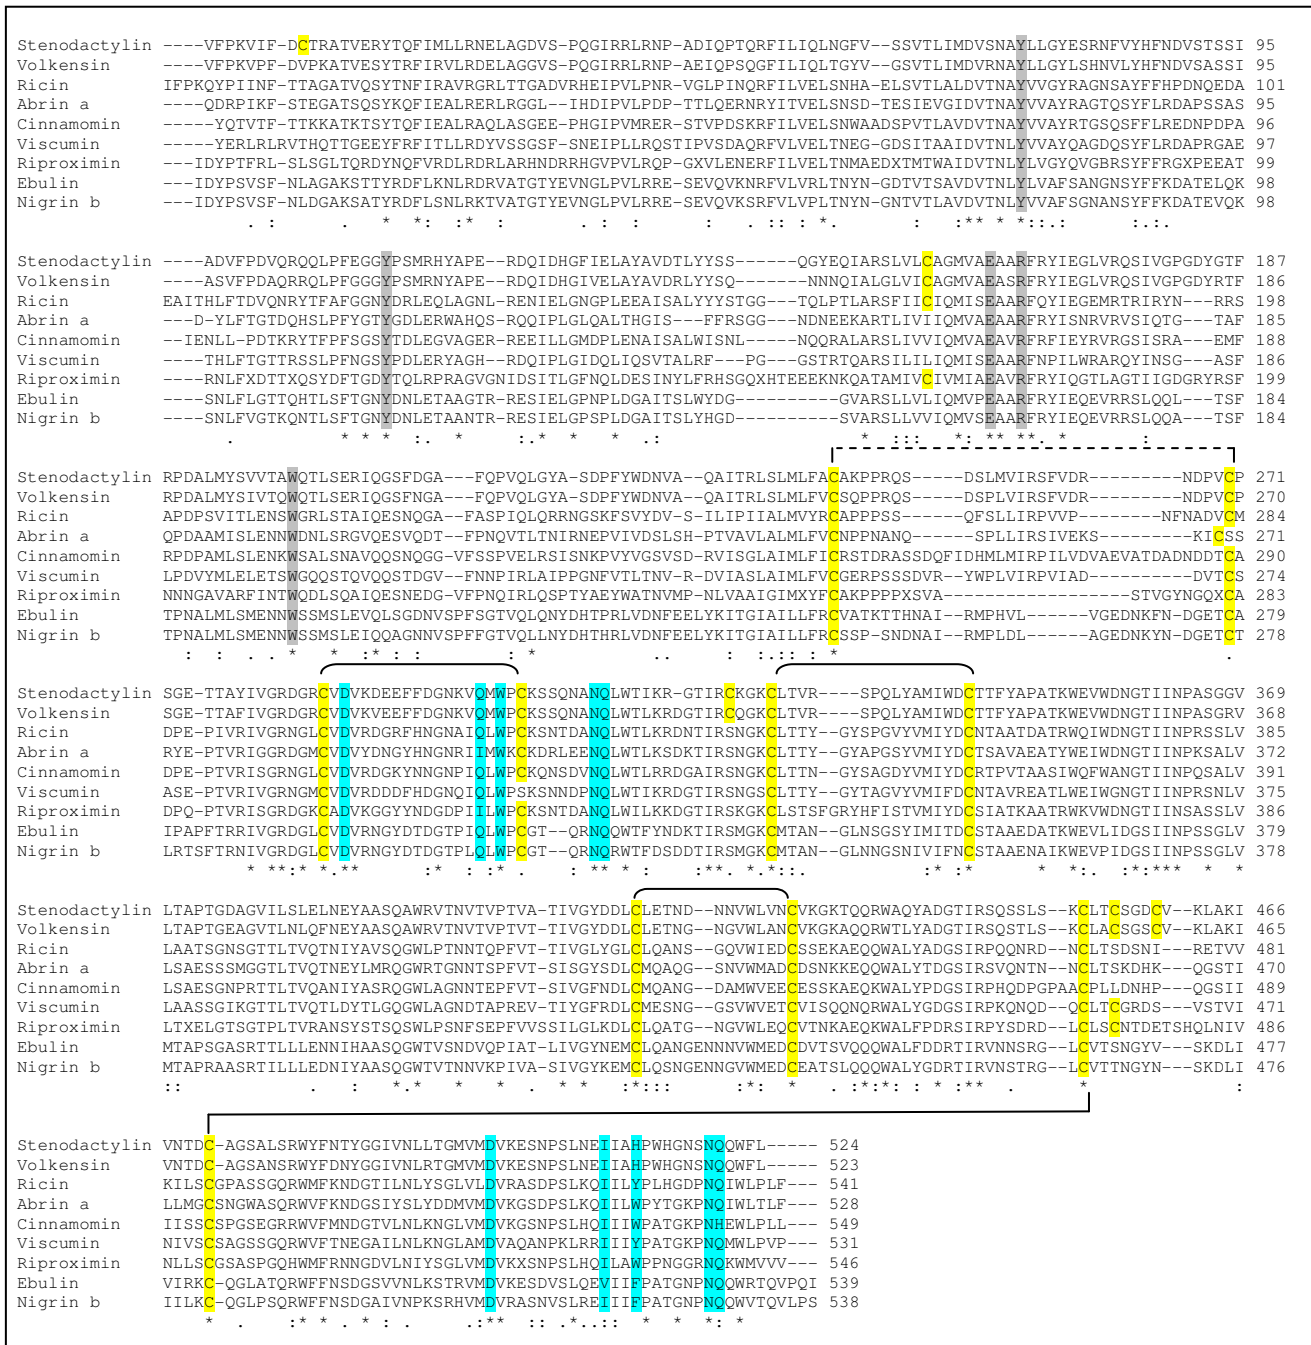 Stenodactylin ----VFPKVIF-DCTRATVERYTQFIMLLRNELAGDVS-PQGIRRLRNP-ADIQPTQRFILIQLNGFV--SSVTLIMDVSNAYLLGYESRNFVYHFNDVSTSSI 95
Volkensin ----VFPKVPF-DVPKATVESYTRFIRVLRDELAGGVS-PQGIRRLRNP-AEIQPSQGFILIQLTGYV--GSVTLIMDVRNAYLLGYLSHNVLYHFNDVSASSI 95
Ricin IFPKQYPIINF-TTAGATVQSYTNFIRAVRGRLTTGADVRHEIPVLPNR-VGLPINQRFILVELSNHA-ELSVTLALDVTNAYVVGYRAGNSAYFFHPDNQEDA 101
Abrin a ----QDRPIKF-STEGATSQSYKQFIEALRERLRGGL--IHDIPVLPDP-TTLQERNRYITVELSNSD-TESIEVGIDVTNAYVVAYRAGTQSYFLRDAPSSAS 95
Cinnamomin -----YQTVTF-TTKKATKTSYTQFIEALRAQLASGEE-PHGIPVMRER-STVPDSKRFILVELSNWAADSPVTLAVDVTNAYVVAYRTGSQSFFLREDNPDPA 96
Viscumin ----YERLRLRVTHQTTGEEYFRFITLLRDYVSSGSF-SNEIPLLRQSTIPVSDAQRFVLVELTNEG-GDSITAAIDVTNLYVVAYQAGDQSYFLRDAPRGAE 97
Riproximin ---IDYPTFRL-SLSGLTQRDYNQFVRDLRDRLARHNDRRHGVPVLRQP-GXVLENERFILVELTNMAEDXTMTWAIDVTNLYLVGYQVGBRSYFFRGXPEEAT 99
Ebulin ---IDYPSVSF-NLAGAKSTTYRDFLKNLRDRVATGTYEVNGLPVLRRE-SEVQVKNRFVLVRLTNYN-GDTVTSAVDVTNLYLVAFSANGNSYFFKDATELQK 98
Nigrin b ---IDYPSVSF-NLDGAKSATYRDFLSNLRKTVATGTYEVNGLPVLRRE-SEVQVKSRFVLVPLTNYN-GNTVTLAVDVTNLYVVAFSGNANSYFFKDATEVQK 98
. : . * *: :* * . : : : * *. : .** * *::.: :.:.
Stenodactylin ----ADVFPDVQRQQLPFEGGYPSMRHYAPE--RDQIDHGFIELAYAVDTLYYSS-------QGYEQIARSLVLCAGMVAEAARFRYIEGLVRQSIVGPGDYGTF 187
Volkensin ----ASVFPDAQRRQLPFGGGYPSMRNYAPE--RDQIDHGIVELAYAVDRLYYSQ-------NNNQIALGLVICAGMVAEASRFRYIEGLVRQSIVGPGDYRTF 186
Ricin EAITHLFTDVQNRYTFAFGGNYDRLEQLAGNL-RENIELGNGPLEEAISALYYYSTGG---TQLPTLARSFIICIQMISEAARFQYIEGEMRTRIRYN--RRS 198
Abrin a ---D-YLFTGTDQHSLPFYGTYGDLERWAHQS-RQQIPLGLQALTHGIS---FFRSGG---NDNEEKARTLIVIIQMVAEAARFRYISNRVRVSIQTG---TAF 185
Cinnamomin --IENLL-PDTKRYTFPFSGSYTDLEGVAGER-REEILLGMDPLENAISALWISNL-----NQQRALARSLIVVIQMVAEAVRFRFIEYRVRGSISRA---EMF 188
Viscumin ----THLFTGTTRSSLPFNGSYPDLERYAGH--RDQIPLGIDQLIQSVTALRF--PG---GSTRTQARSILILIQMISEAARFNPILWRARQYINSG---ASF 186
Riproximin ----RNLFXDTTXQSYDFTGDYTQLRPRAGVGNIDSITLGFNQLDESINYLFRHSGQXHTEEEKNKQATAMIVCIVMIAEAVRFRYIQGTLAGTIIGDGRYRSF 199
Ebulin ----SNLFLGTTQHTLSFTGNYDNLETAAGTR-RESIELGPNPLDGAITSLWYDG---------GVARSLLVLIQMVPEAARFRYIEQEVRRSLQQL---TSF 184
Nigrin b ----SNLFVGTKQNTLSFTGNYDNLETAANTR-RESIELGPSPLDGAITSLYHGD---------SVARSLLVVIQMVSEAARFRYIEQEVRRSLQQA---TSF 184
. * * * :. * :.* * * .: * ::: *: ** **. * :
Stenodactylin RPDALMYSVVTAWQTLSERIQGSFDGA---FQPVQLGYA-SDPFYWDNVA--QAITRLSLMLFACAKPPRQS-----DSLMVIRSFVDR---------NDPVCP 271
Volkensin RPDALMYSIVTQWQTLSERIQGSFNGA---FQPVQLGYA-SDPFYWDNVA--QAITRLSLMLFVCSQPPRQS-----DSPLVIRSFVDR---------NDPVCP 270
Ricin APDPSVITLENSWGRLSTAIQESNQGA---FASPIQLQRRNGSKFSVYDV-S-ILIPIIALMVYRCAPPPSS-----QFSLLIRPVVP-----NFNADVCM 284
Abrin a QPDAAMISLENNWDNLSRGVQESVQDT--FPNQVTLTNIRNEPVIVDSLSH-PTVAVLALMLFVCNPPNANQ-----SPLLIRSIVEKS------KICSS 271
Cinnamomin RPDPAMLSLENKWSALSNAVQQSNQGG--VFSSPVELRSISNKPVYVGSVSD-RVISGLAIMLFICRSTDRASSDQFIDHMLMIRPILVDVAEVATDADNDDTCA 290
Viscumin LPDVYMLELETSWGQQSTQVQQSTDGV--FNNPIRLAIPPGNFVTLTNV-R-DVIASLAIMLFVCGERPSSSDVR--YWPLVIRPVIAD----------DVTCS 274
Riproximin NNNGAVARFINTWQDLSQAIQESNEDG-VFPNQIRLQSPTYAEYWATNVMP-NLVAAIGIMXYFCAKPPPPXSVA-------------STVGYNGQXCA 283
Ebulin TPNALMLSMENNWSSMSLEVQLSGDNVSPFSGTVQLQNYDHTPRLVDNFEELYKITGIAILLFRCVATKTTHNAI--RMPHVL-----VGEDNKFN-DGETCA 279
Nigrin b TPNALMLSMENNWSSMSLEIQQAGNNVSPFFGTVQLLNYDHTHRLVDNFEELYKITGIAILLFRCSSP-SNDNAI--RMPLDL-----AGEDNKYN-DGETCT 278
: : . . * * :*: : * .. . : : * .
Stenodactylin SGE-TTAYIVGRDGRCVDVKDEEFFDGNKVQMWPCKSSQNANQLWTIKR-GTIRCKGKCLTVR----SPQLYAMIWDCTTFYAPATKWEVWDNGTIINPASGGV 369
Volkensin SGE-TTAFIVGRDGRCVDVKVEEFFDGNKVQMWPCKSSQNANQLWTLKRDGTIRCQGKCLTVR----SPQLYAMIWDCTTFYAPATKWEVWDNGTIINPASGRV 368
Ricin DPE-PIVRIVGRNGLCVDVRDGRFHNGNAIQLWPCKSNTDANQLWTLKRDNTIRSNGKCLTTY--GYSPGVYVMIYDCNTAATDATRWQIWDNGTIINPRSSLV 385
Abrin a RYE-PTVRIGGRDGMCVDVYDNGYHNGNRIIMWKCKDRLEENQLWTLKSDKTIRSNGKCLTTY--GYAPGSYVMIYDCTSAVAEATYWEIWDNGTIINPKSALV 372
Cinnamomin DPE-PTVRISGRNGLCVDVRDGKYNNGNPIQLWPCKQNSDVNQLWTLRRDGAIRSNGKCLTTN--GYSAGDYVMIYDCRTPVTAASIWQFWANGTIINPQSALV 391
Viscumin ASE-PTVRIVGRNGMCVDVRDDDFHDGNQIQLWPSKSNNDPNQLWTIKRDGTIRSNGSCLTTY--GYTAGVYVMIFDCNTAVREATLWEIWGNGTIINPRSNLV 375
Riproximin DPQ-PTVRISGRDGKCADVKGGYYNDGDPIILWPCKSNTDANQLWILKKDGTIRSKGKCLSTSFGRYHFISTVMIYDCSIATKAATRWKVWDNGTIINPQSSLV 386
Ebulin IPAPFTRRIVGRDGLCVDVRNGYDTDGTPIQLWPCGT--QRNQQWTFYNDKTIRSMGKCMTAN--GLNSGSYIMITDCSTAAEDATKWEVLIDGSIINPSSGLV 379
Nigrin b LRTSFTRNIVGRDGLCVDVRNGYDTDGTPLQLWPCGT--QRNQRWTFDSDDTIRSMGKCMTAN--GLNNGSNIVIFNCSTAAENAIKWEVPIDGSIINPSSGLV 378
* **:* *.** :* : :* . : ** * : :**. *.*::. :* :* * *:. :*:**** * *
Stenodactylin LTAPTGDAGVILSLELNEYAASQAWRVTNVTVPTVA-TIVGYDDLCLETND--NNVWLVNCVKGKTQQRWAQYADGTIRSQSSLS-KCLTCSGDCV--KLAKI 466
Volkensin LTAPTGEAGVTLNLQFNEYAASQAWRVTNVTVPTVT-TIVGYDDLCLETNG--NGVWLANCVKGKAQQRWTLYADGTIRSQSTLS-KCLACSGSCV--KLAKI 465
Ricin LAATSGNSGTTLTVQTNIYAVSQGWLPTNNTQPFVT-TIVGLYGLCLQANS--GQVWIEDCSSEKAEQQWALYADGSIRPQQNRD-NCLTSDSNI---RETVV 481
Abrin a LSAESSSMGGTLTVQTNEYLMRQGWRTGNNTSPFVT-SISGYSDLCMQAQG--SNVWMADCDSNKKEQQWALYTDGSIRSVQNTN-NCLTSKDHK---QGSTI 470
Cinnamomin LSAESGNPRTTLTVQANIYASRQGWLAGNNTEPFVT-SIVGFNDLCMQANG--DAMWVEECESSKAEQKWALYPDGSIRPHQDPGPAACPLLDNHP---QGSII 489
Viscumin LAASSGIKGTTLTVQTLDYTLGQGWLAGNDTAPREV-TIYGFRDLCMESNG--GSVWVETCVISQQNQRWALYGDGSIRPKQNQD-QCLTCGRDS---VSTVI 471
Riproximin LTXELGTSGTPLTVRANSYSTSQSWLPSNFSEPFVVSSILGLKDLCLQATG--NGVWLEQCVTNKAEQKWALFPDRSIRPYSDRD-LCLSCNTDETSHQLNIV 486
Ebulin MTAPSGASRTTLLLENNIHAASQGWTVSNDVQPIAT-LIVGYNEMCLQANGENNNVWMEDCDVTSVQQQWALFDDRTIRVNNSRG--LCVTSNGYV---SKDLI 477
Nigrin b MTAPRAASRTILLLEDNIYAASQGWTVTNNVKPIVA-SIVGYKEMCLQSNGENNGVWMEDCEATSLQQQWALYGDRTIRVNSTRG--LCVTTNGYN---SKDLI 476
:: . : *.* * . * * :*::: :*: * :*:* : * :** . * :
Stenodactylin VNTDC-AGSALSRWYFNTYGGIVNLLTGMVMDVKESNPSLNEIIAHPWHGNSNQQWFL----- 524
Volkensin VNTDC-AGSANSRWYFDNYGGIVNLRTGMVMDVKESNPSLNEIIAHPWHGNSNQQWFL----- 523
Ricin KILSCGPASSGQRWMFKNDGTILNLYSGLVLDVRASDPSLKQIILYPLHGDPNQIWLPLF--- 541
Abrin a LLMGCSNGWASQRWVFKNDGSIYSLYDDMVMDVKGSDPSLKQIILWPYTGKPNQIWLTLF--- 528
Cinnamomin IISSCSPGSEGRRWVFMNDGTVLNLKNGLVMDVKGSNPSLHQIIIWPATGKPNHEWLPLL--- 549
Viscumin NIVSCSAGSSGQRWVFTNEGAILNLKNGLAMDVAQANPKLRRIIIYPATGKPNQMWLPVP--- 531
Riproximin NLLSCGSASPGQHWMFRNNGDVLNIYSGLVMDVKXSNPSLHQILAWPPNGGRNQKWMVVV--- 546
Ebulin VIRKC-QGLATQRWFFNSDGSVVNLKSTRVMDVKESDVSLQEVIIFPATGNPNQQWRTQVPQI 539
Nigrin b IILKC-QGLPSQRWFFNSDGAIVNPKSRHVMDVRASNVSLREIIIFPATGNPNQQWVTQVLPS 538
* . :* * . * : . .:** :: .*..:: * * *: *